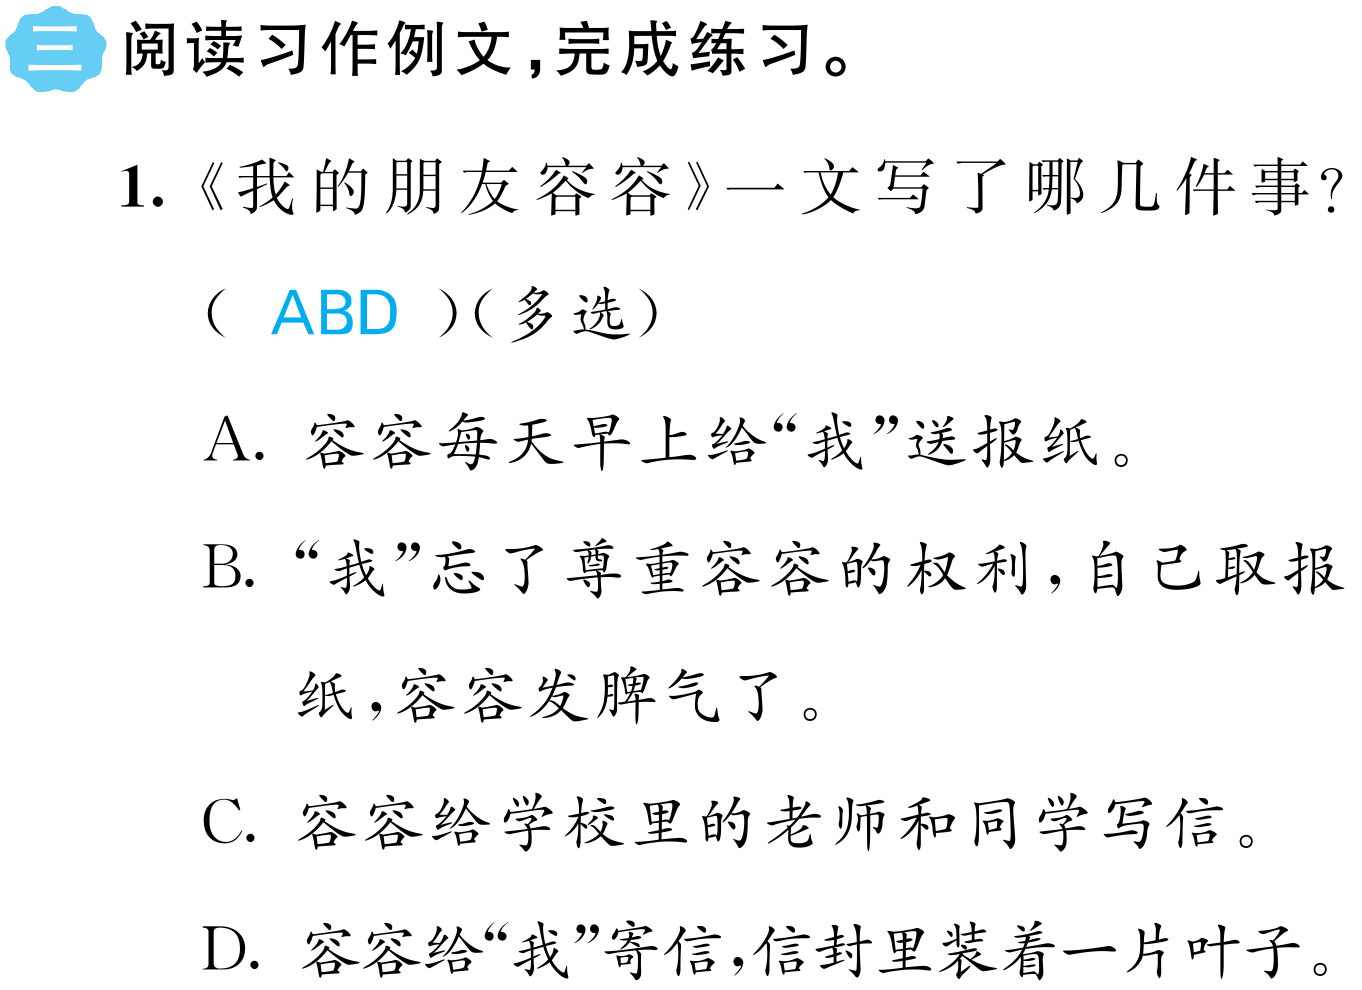 三 阅读习作例文,完成练习。
1.《我的朋友容容》一文写了哪几件事?
( ABD )(多选)
A. 容容每天早上给“我”送报纸。
B. “我”忘了尊重容容的权利,自己取报
纸,容容发脾气了。
C. 容容给学校里的老师和同学写信。
D. 容容给“我”寄信,信封里装着一片叶子。